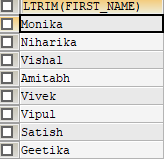 LTRIM(FIRST_NAME)
Monika
Niharika
Vishal
Amitabh
Vivek
Vipul
Satish
Geetika